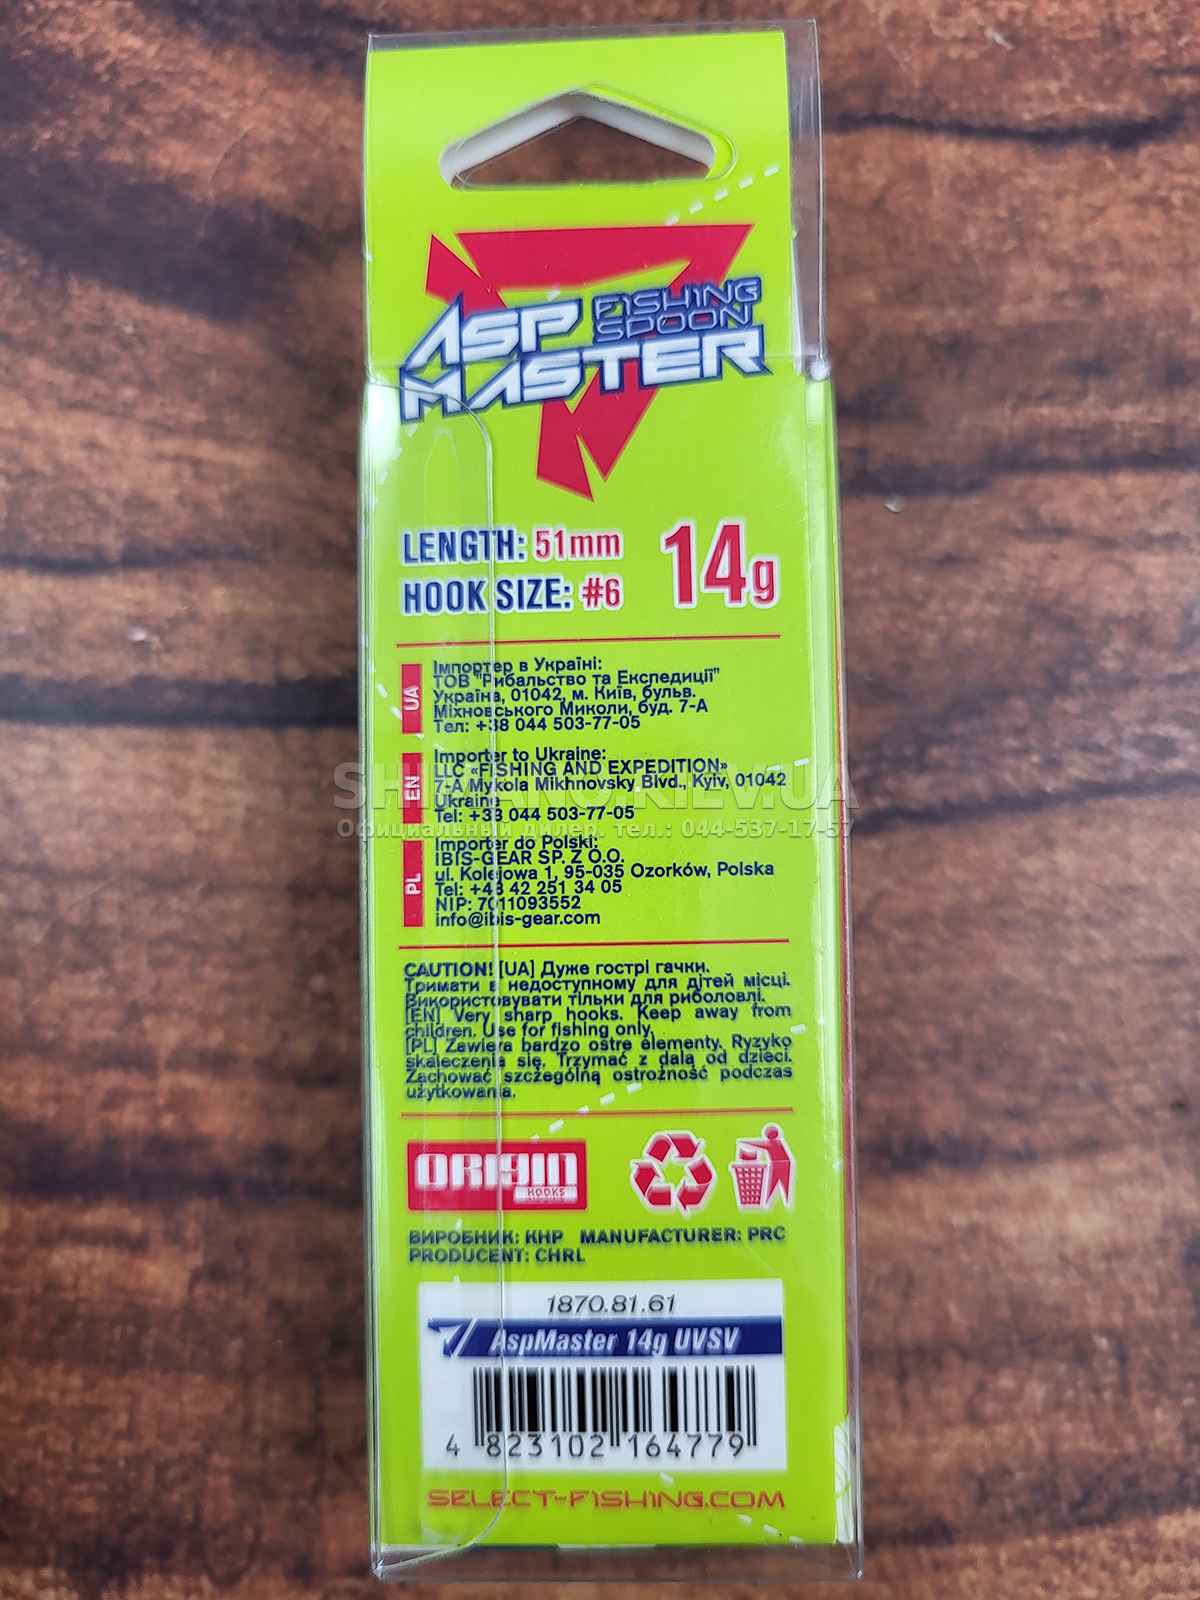 ASP FISHING
SPOON
MASTER
LENGTH: 51mm
HOOK SIZE: #6
14g
UA
Імпортер в Україні:
ТОВ "Рибальство та Експедиції"
Україна, 01042, м. Київ, бульв.
Міхновського Миколи, буд. 7-А
Тел: +38 044 503-77-05
EN
Importer to Ukraine:
LLC «FISHING AND EXPEDITION»
7-A Mykola Mikhnovsky Blvd., Kyiv, 01042
Ukraine
Tel: +38 044 503-77-05
SHIMANO.KIEV.UA
Официальный дилер. тел.: 044-537-17-57
PL
Importer do Polski:
IBIS-GEAR SP. Z O.O.
ul. Kolejowa 1, 95-035 Ozorków, Polska
Tel: +48 42 251 34 05
NIP: 7011093552
info@ibis-gear.com
CAUTION! [UA] Дуже гострі гачки.
Тримати в недоступному для дітей місці.
Використовувати тільки для риболовлі.
[EN] Very sharp hooks. Keep away from
children. Use for fishing only.
[PL] Zawiera bardzo ostre elementy. Ryzyko
skaleczenia się. Trzymać z dala od dzieci.
Zachować szczególną ostrożność podczas
użytkowania.
ORIGIN
HOOKS
ВИРОБНИК: КНР MANUFACTURER: PRC
PRODUCENT: CHRL
1870.81.61
AspMaster 14g UVSV
4 823102 164779
SELECT-FISHING.COM